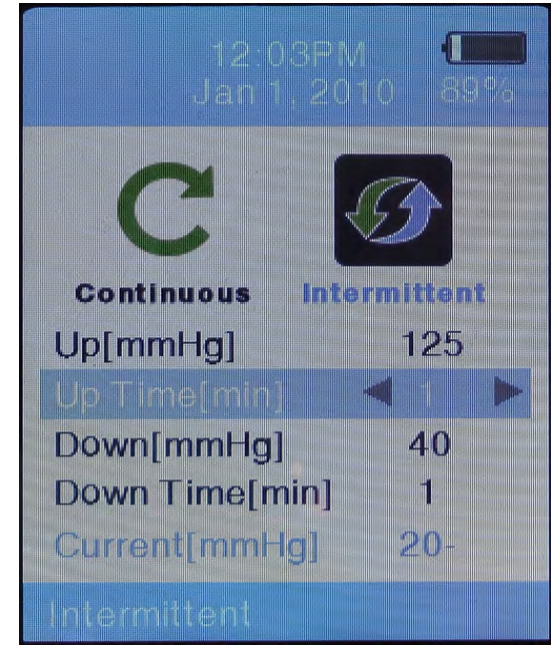 12:03PM
Jan 1, 2010 89%
Continuous Intermittent
Up[mmHg] 125
Up Time[min] 1
Down[mmHg] 40
Down Time[min] 1
Current[mmHg] 20-
Intermittent